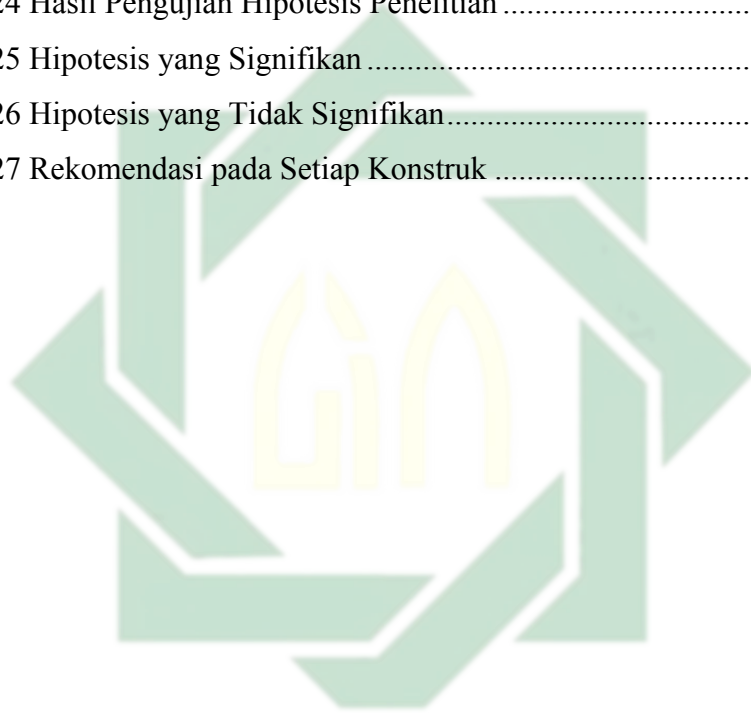 24 Hasil Pengujian Hipotesis Penelitian ................................
25 Hipotesis yang Signifikan ................................................
26 Hipotesis yang Tidak Signifikan......................................
27 Rekomendasi pada Setiap Konstruk ................................
uin